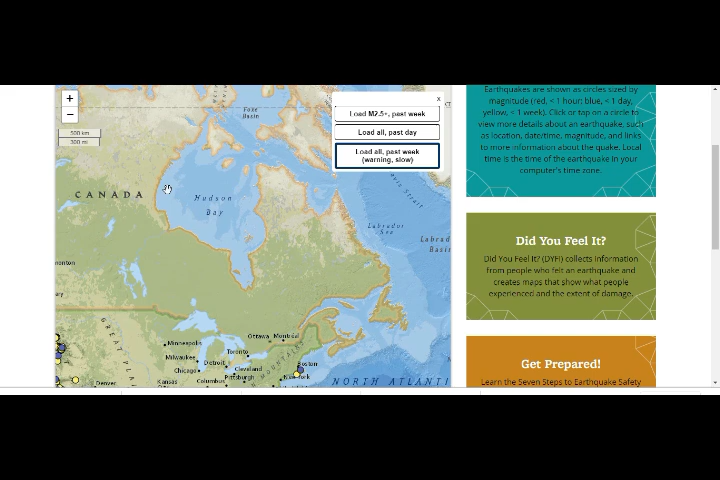 +
−
500 km
300 mi
x
Load M2.5+, past week
Load all, past day
Load all, past week
(warning, slow)
Foxe
Basin
CANADA
Hudson
Bay
Labrador
Sea
Labrad
Basin
Minneapolis
Milwaukee
Chicago
Detroit
Toronto
Ottawa
Montréal
Cleveland
Pittsburgh
Columbus
Kansas
Denver
Boston
New York
GREAT PL
MOUNTAINS
NORTH ATLANTI
Earthquakes are shown as circles sized by
magnitude (red, < 1 hour; blue, < 1 day,
yellow, < 1 week). Click or tap on a circle to
view more details about an earthquake, such
as location, date/time, magnitude, and links
to more information about the quake. Local
time is the time of the earthquake in your
computer's time zone.
Did You Feel It?
Did You Feel It? (DYFI) collects information
from people who felt an earthquake and
creates maps that show what people
experienced and the extent of damage.
Get Prepared!
Learn the Seven Steps to Earthquake Safety